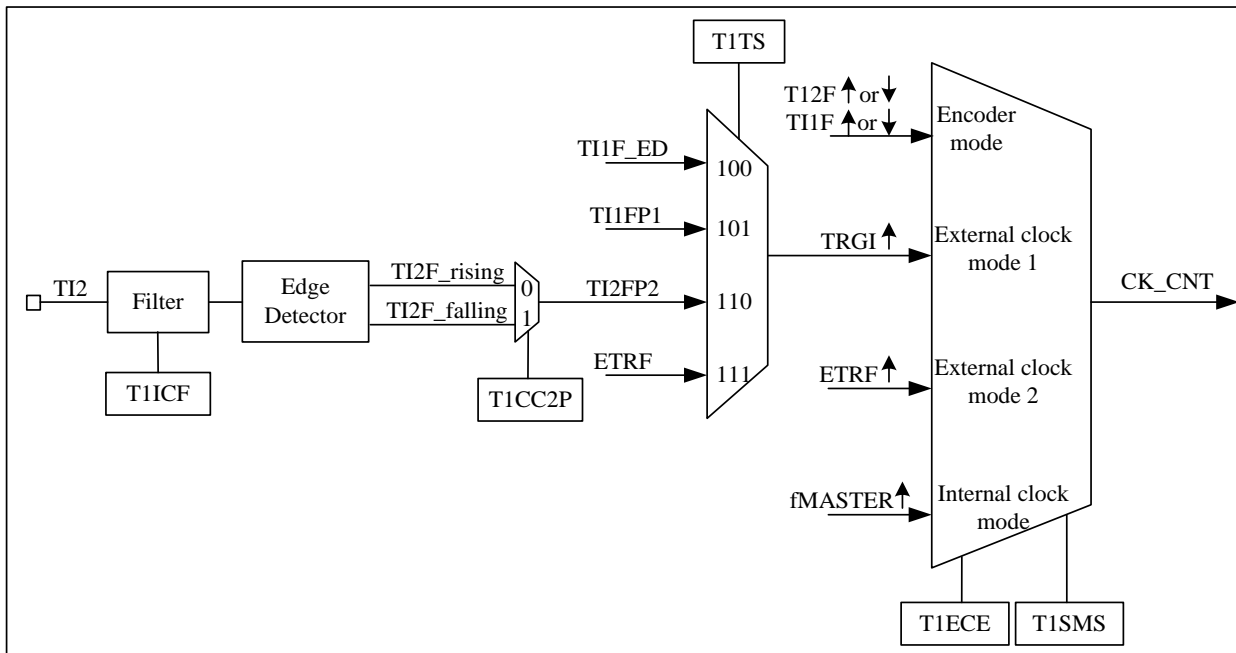 T1TS
T12F or
TI1F or
Encoder
mode
TI1F_ED
100
TI1FP1
101
TRGI
External clock
mode 1
TI2
Filter
Edge
Detector
TI2F_rising
0
TI2F_falling
1
TI2FP2
110
CK_CNT
T1ICF
T1CC2P
ETRF
111
ETRF
External clock
mode 2
fMASTER
Internal clock
mode
T1ECE
T1SMS